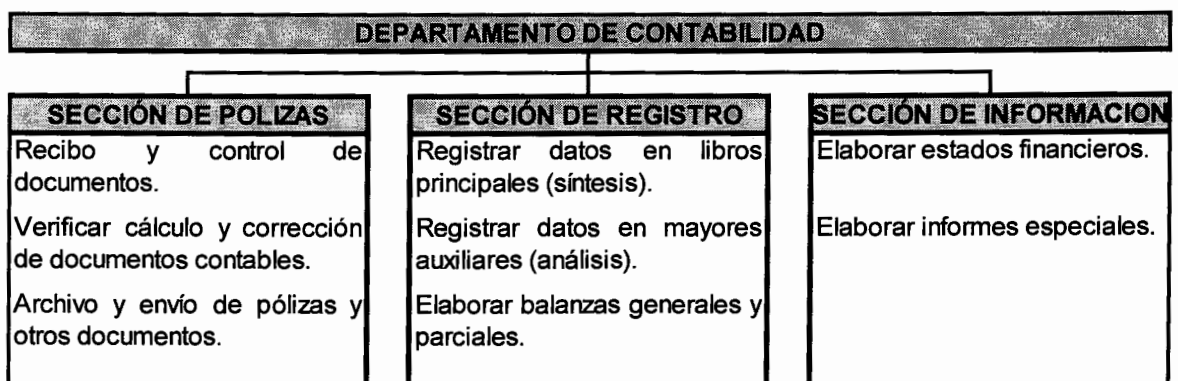 DEPARTAMENTO DE CONTABILIDAD
SECCIÓN DE POLIZAS
Recibo y control de
documentos.
Verificar cálculo y corrección
de documentos contables.
Archivo y envío de pólizas y
otros documentos.
SECCIÓN DE REGISTRO
Registrar datos en libros
principales (síntesis).
Registrar datos en mayores
auxiliares (análisis).
Elaborar balanzas generales y
parciales.
SECCIÓN DE INFORMACION
Elaborar estados financieros.
Elaborar informes especiales.